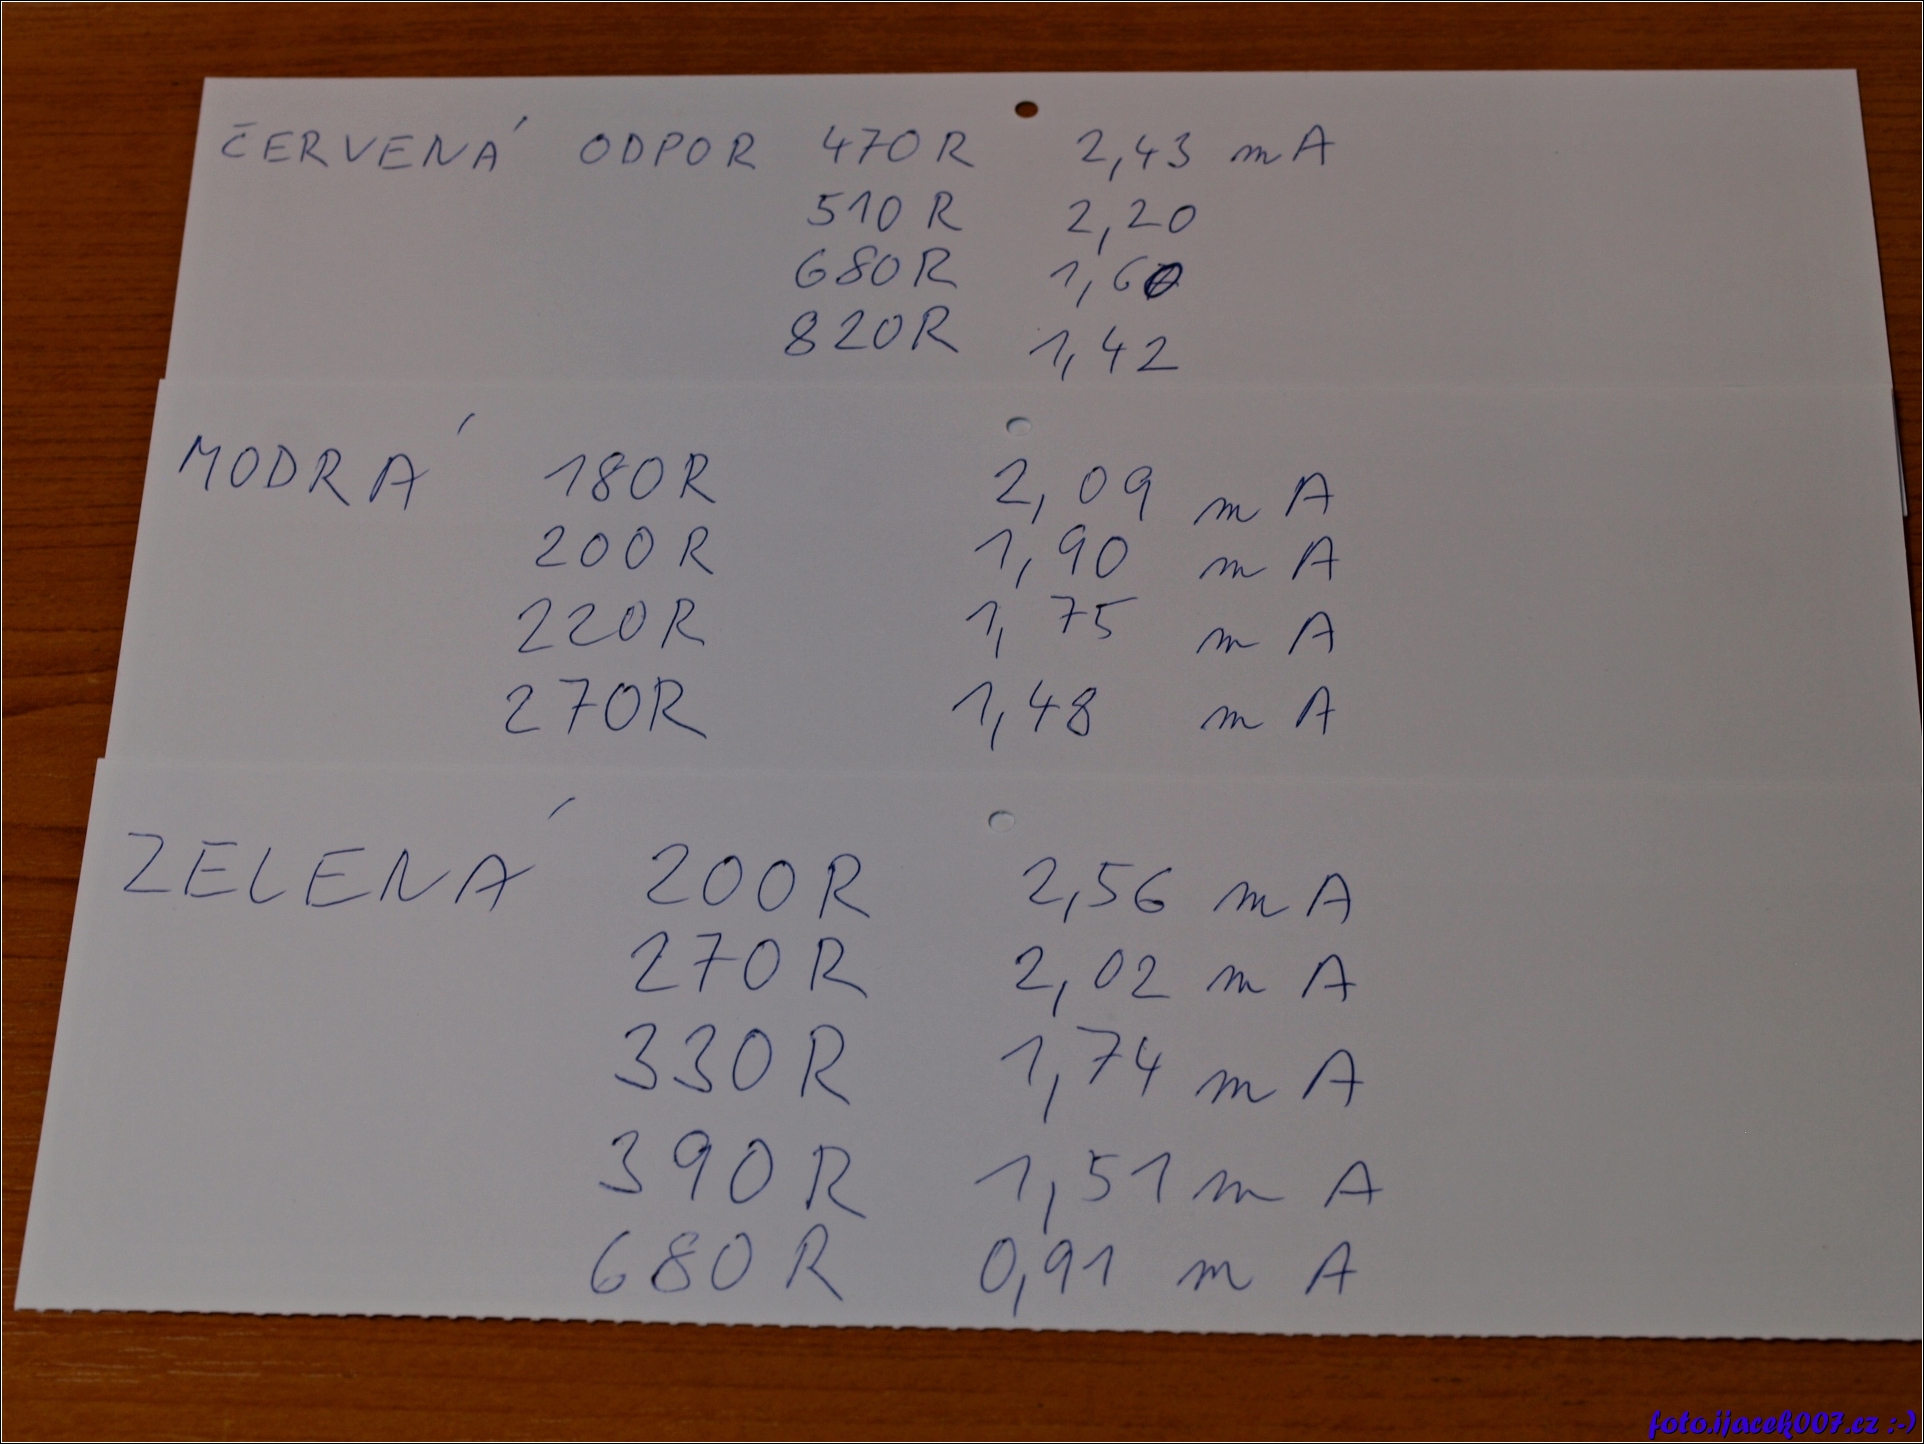 ČERVENÁ ODPOR 470R 2,43 mA
510R 2,20
680R 1,60
820R 1,42
MODRÁ 180R 2,09 mA
200R 1,90 mA
220R 1,75 mA
270R 1,48 mA
ZELENÁ 200R 2,56 mA
270R 2,02 mA
330R 1,74 mA
390R 1,51 mA
680R 0,91 mA
foto.ijacek007.cz :-)